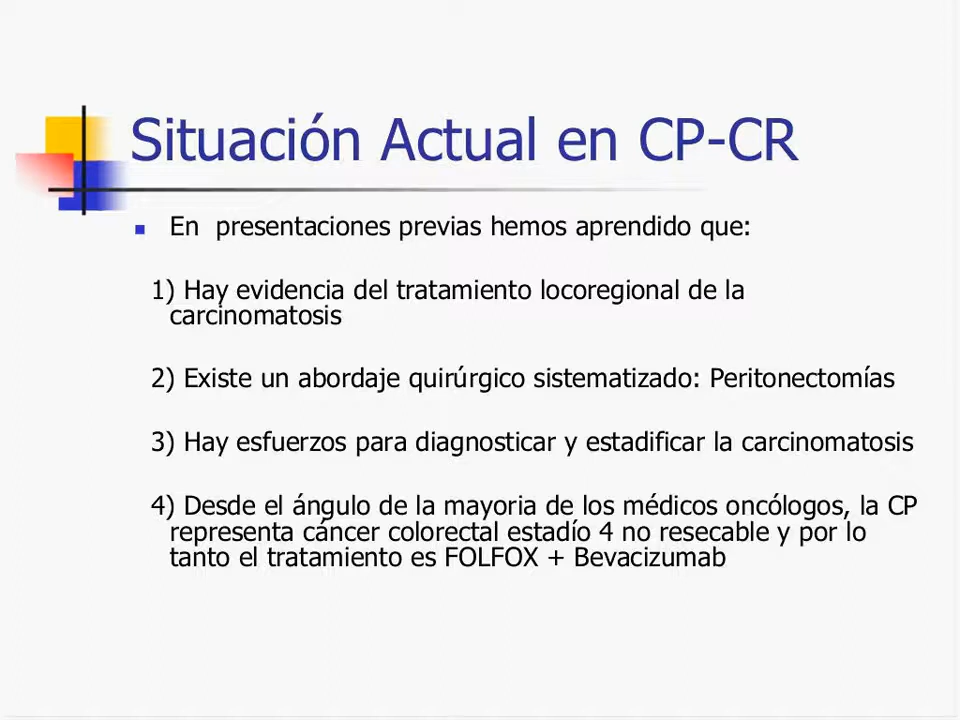 Situación Actual en CP-CR
En presentaciones previas hemos aprendido que:
1) Hay evidencia del tratamiento locoregional de la
carcinomatosis
2) Existe un abordaje quirúrgico sistematizado: Peritonectomías
3) Hay esfuerzos para diagnosticar y estadificar la carcinomatosis
4) Desde el ángulo de la mayoria de los médicos oncólogos, la CP
representa cáncer colorectal estadío 4 no resecable y por lo
tanto el tratamiento es FOLFOX + Bevacizumab